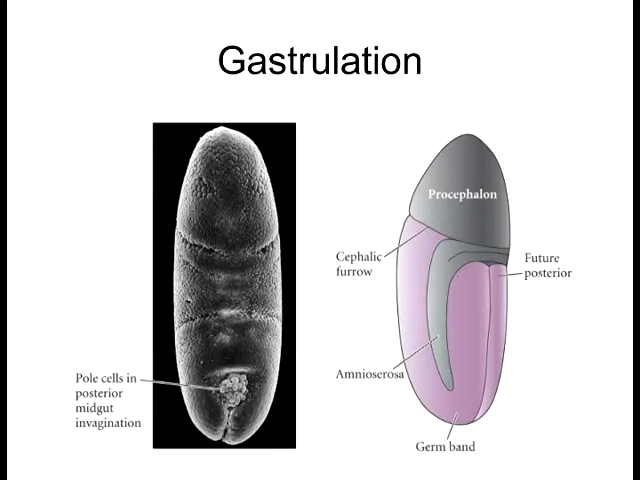 Gastrulation
Pole cells in
posterior
midgut
invagination
Procephalon
Cephalic
furrow
Future
posterior
Amnioserosa
Germ band